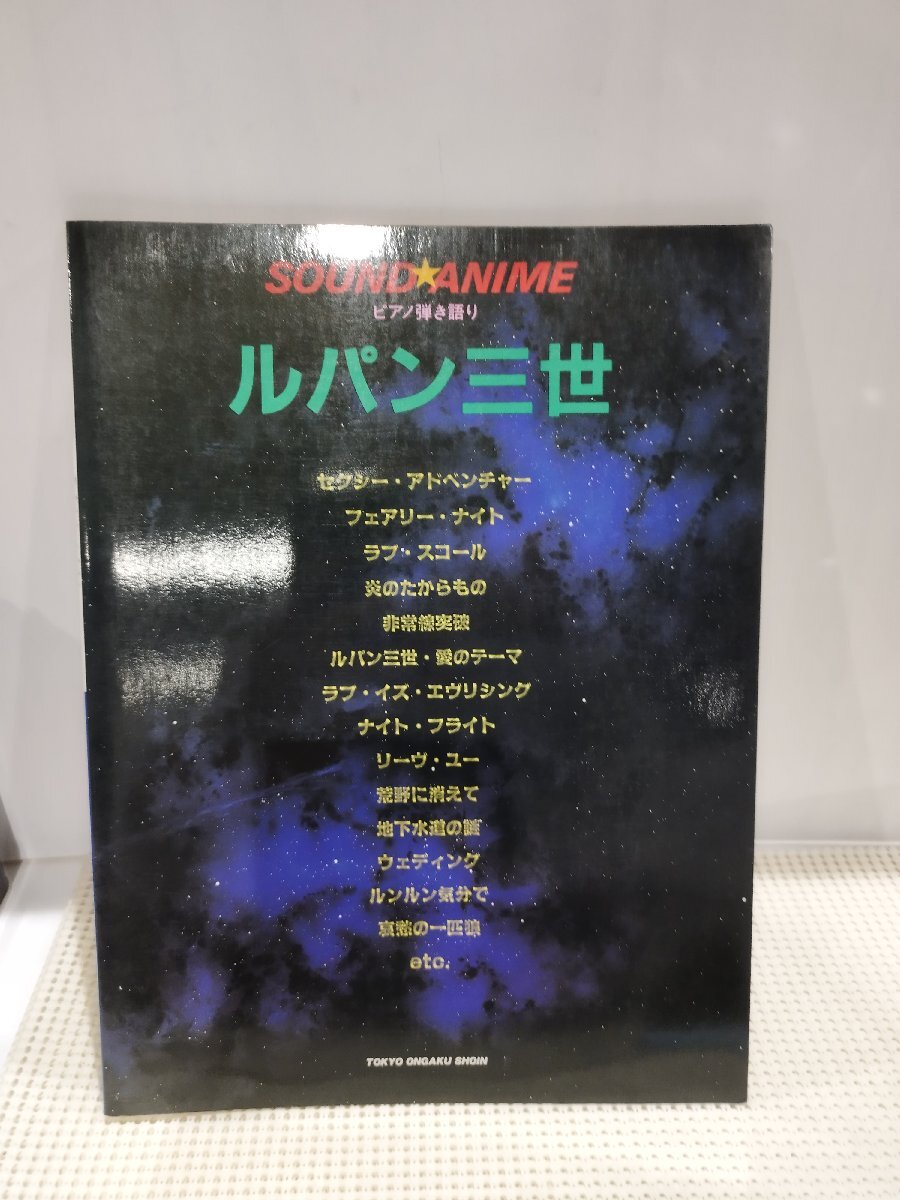 SOUND★ANIME
ピアノ弾き語り
ルパン三世
セクシー・アドベンチャー
フェアリー・ナイト
ラブ・スコール
炎のたからもの
非常線突破
ルパン三世・愛のテーマ
ラブ・イズ・エヴリシング
ナイト・フライト
リーヴ・ユー
荒野に消えて
地下水道の謎
ウェディング
ルンルン気分で
哀愁の一匹狼
etc.
TOKYO ONGAKU SHOIN